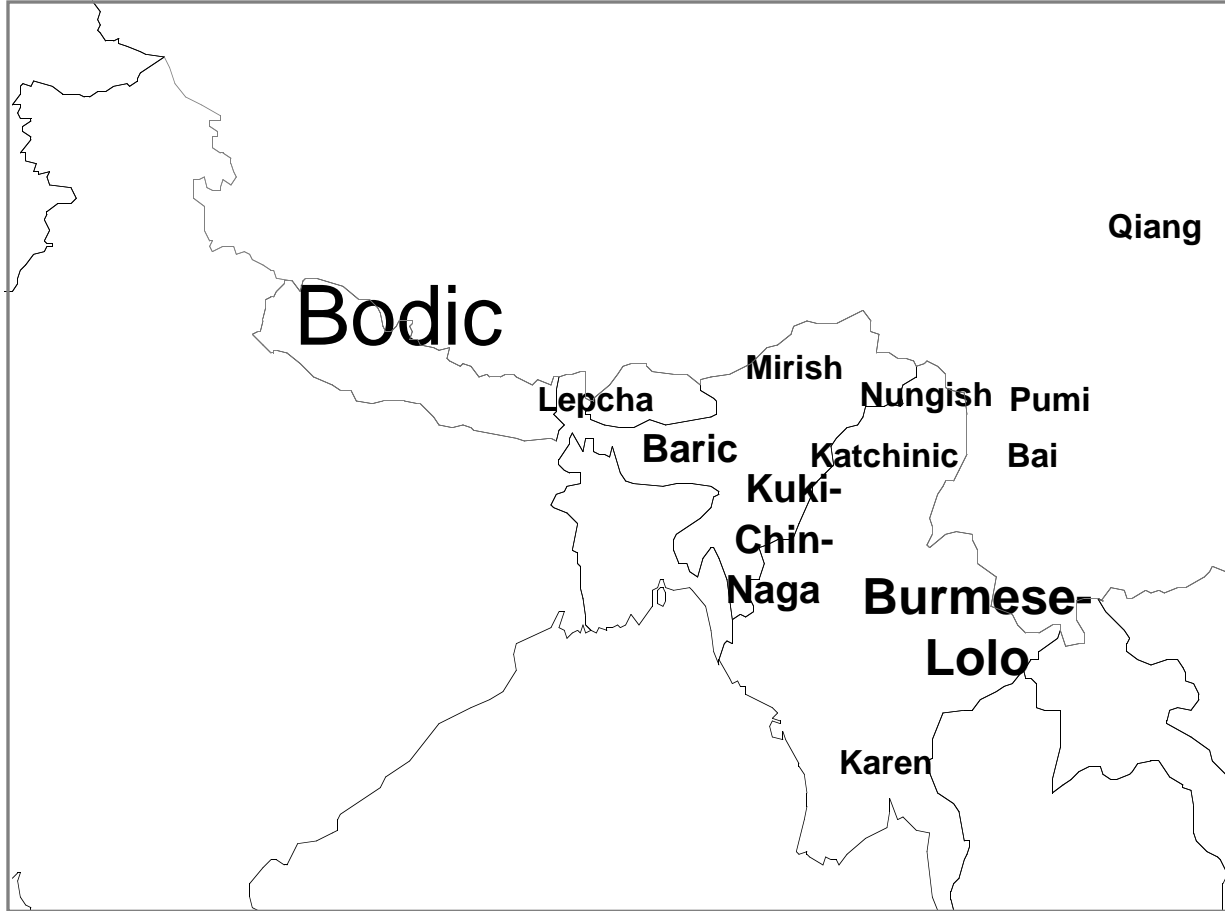 Qiang
Bodic
Mirish
Nungish
Pumi
Lepcha
Baric
Katchinic
Bai
Kuki-
Chin-
Naga
Burmese-
Lolo
Karen